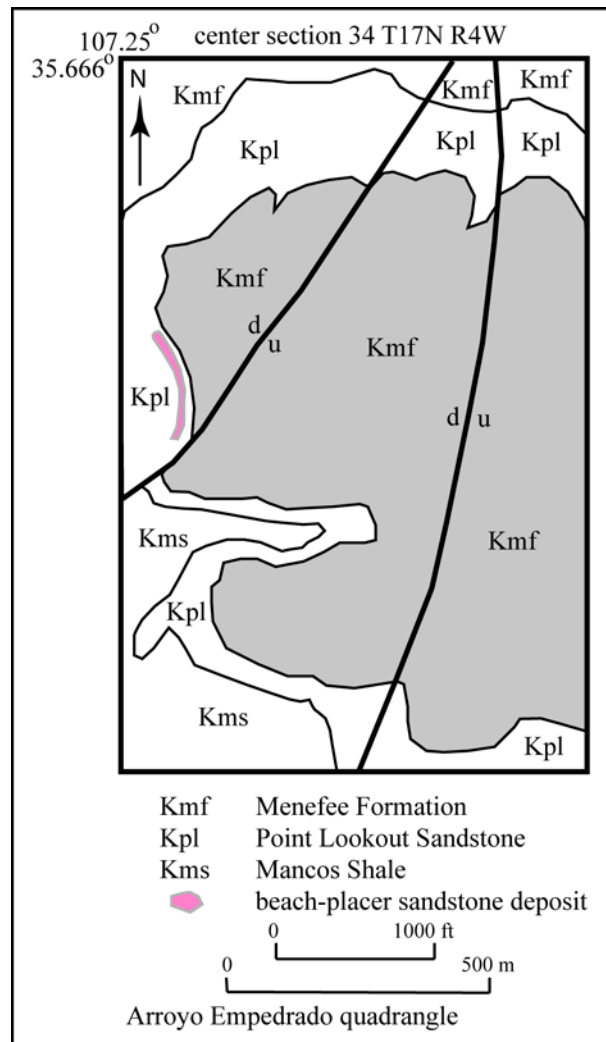 107.25°
center section 34 T17N R4W
35.666°
N
Kmf
Kmf
Kmf
Kpl
Kpl
Kpl
Kmf
d
u
Kmf
Kpl
d
u
Kms
Kmf
Kpl
Kms
Kpl
Kmf Menefee Formation
Kpl Point Lookout Sandstone
Kms Mancos Shale
beach-placer sandstone deposit
0 1000 ft
0 500 m
Arroyo Empedrado quadrangle